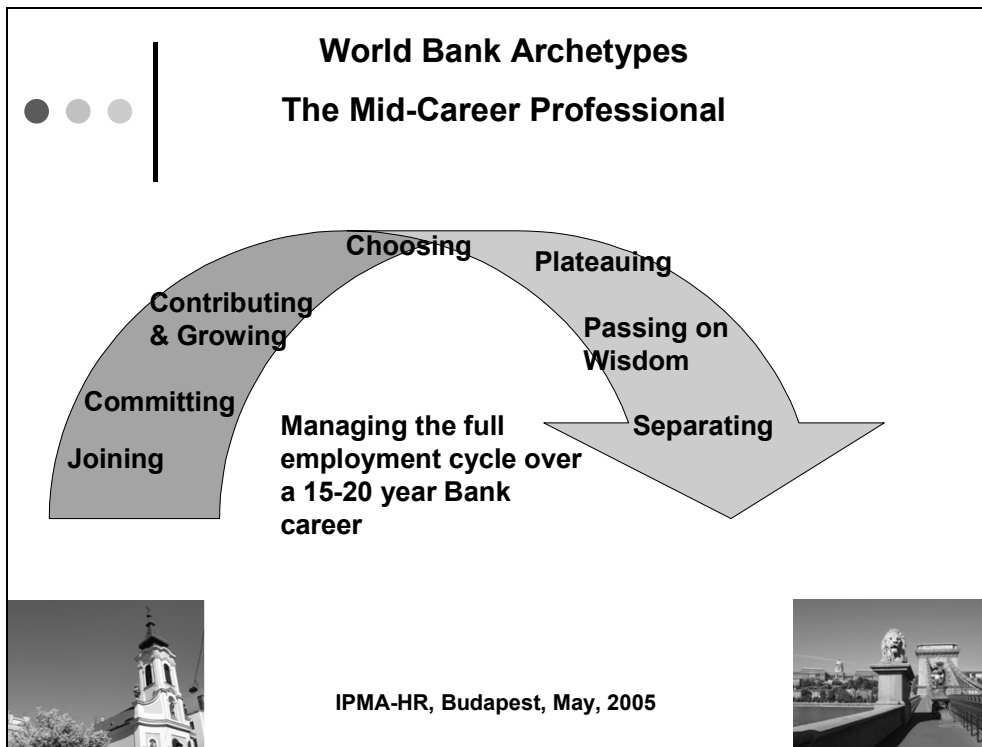 World Bank Archetypes
The Mid-Career Professional
Joining
Committing
Contributing
& Growing
Choosing
Plateauing
Passing on
Wisdom
Separating
Managing the full
employment cycle over
a 15-20 year Bank
career
IPMA-HR, Budapest, May, 2005